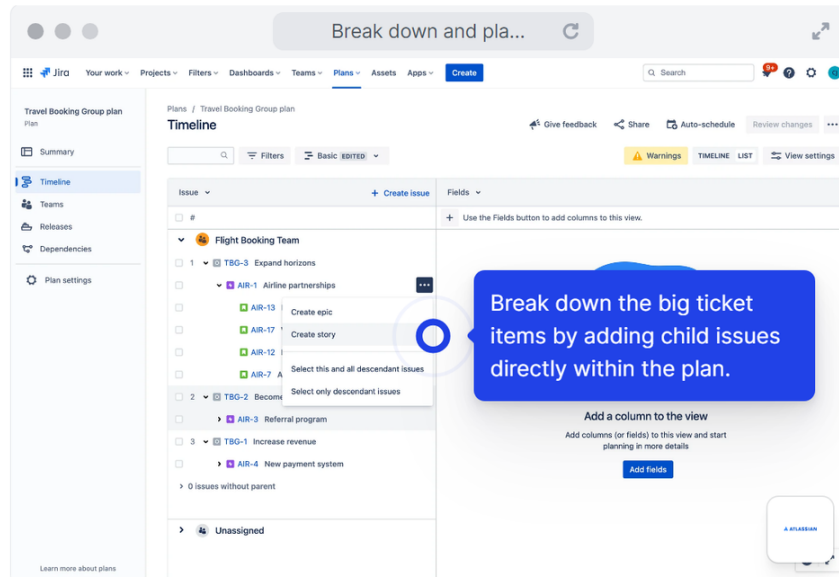 Break down and pla...
Jira Your work Projects Filters Dashboards Teams Plans Assets Apps Create Search 9+
Travel Booking Group plan
Plan
Summary
Timeline
Teams
Releases
Dependencies
Plan settings
Learn more about plans
Plans / Travel Booking Group plan
Timeline
Give feedback Share Auto-schedule Review changes ...
Filters Basic EDITED Warnings TIMELINE LIST View settings
Issue + Create issue Fields
# + Use the Fields button to add columns to this view.
Flight Booking Team
1 TBG-3 Expand horizons
AIR-1 Airline partnerships ...
AIR-13
AIR-17
AIR-12
AIR-7 A
Create epic
Create story
Select this and all descendant issues
Select only descendant issues
2 TBG-2 Become
AIR-3 Referral program
3 TBG-1 Increase revenue
AIR-4 New payment system
0 issues without parent
Unassigned
Break down the big ticket
items by adding child issues
directly within the plan.
Add a column to the view
Add columns (or fields) to this view and start
planning in more details
Add fields
ATLASSIAN